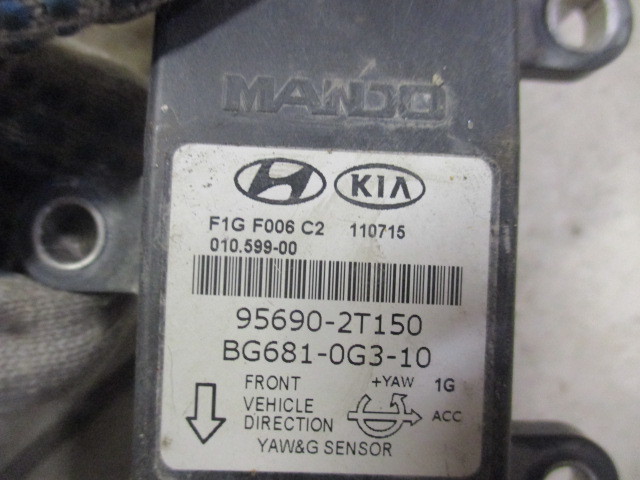 MANDO
KIA
F1G F006 C2 110715
010.599-00
95690-2T150
BG681-0G3-10
FRONT +YAW 1G
VEHICLE
DIRECTION ACC
YAW&G SENSOR